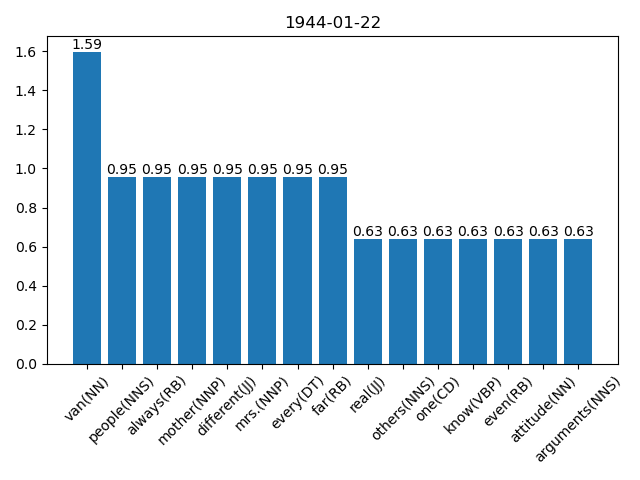 1944-01-22
1.6
1.4
1.2
1.0
0.8
0.6
0.4
0.2
0.0
1.59
0.95
0.95
0.95
0.95
0.95
0.95
0.95
0.63
0.63
0.63
0.63
0.63
0.63
0.63
van(NN)
people(NNS)
always(RB)
mother(NNP)
different(JJ)
mrs.(NNP)
every(DT)
far(RB)
real(JJ)
others(NNS)
one(CD)
know(VBP)
even(RB)
attitude(NN)
arguments(NNS)